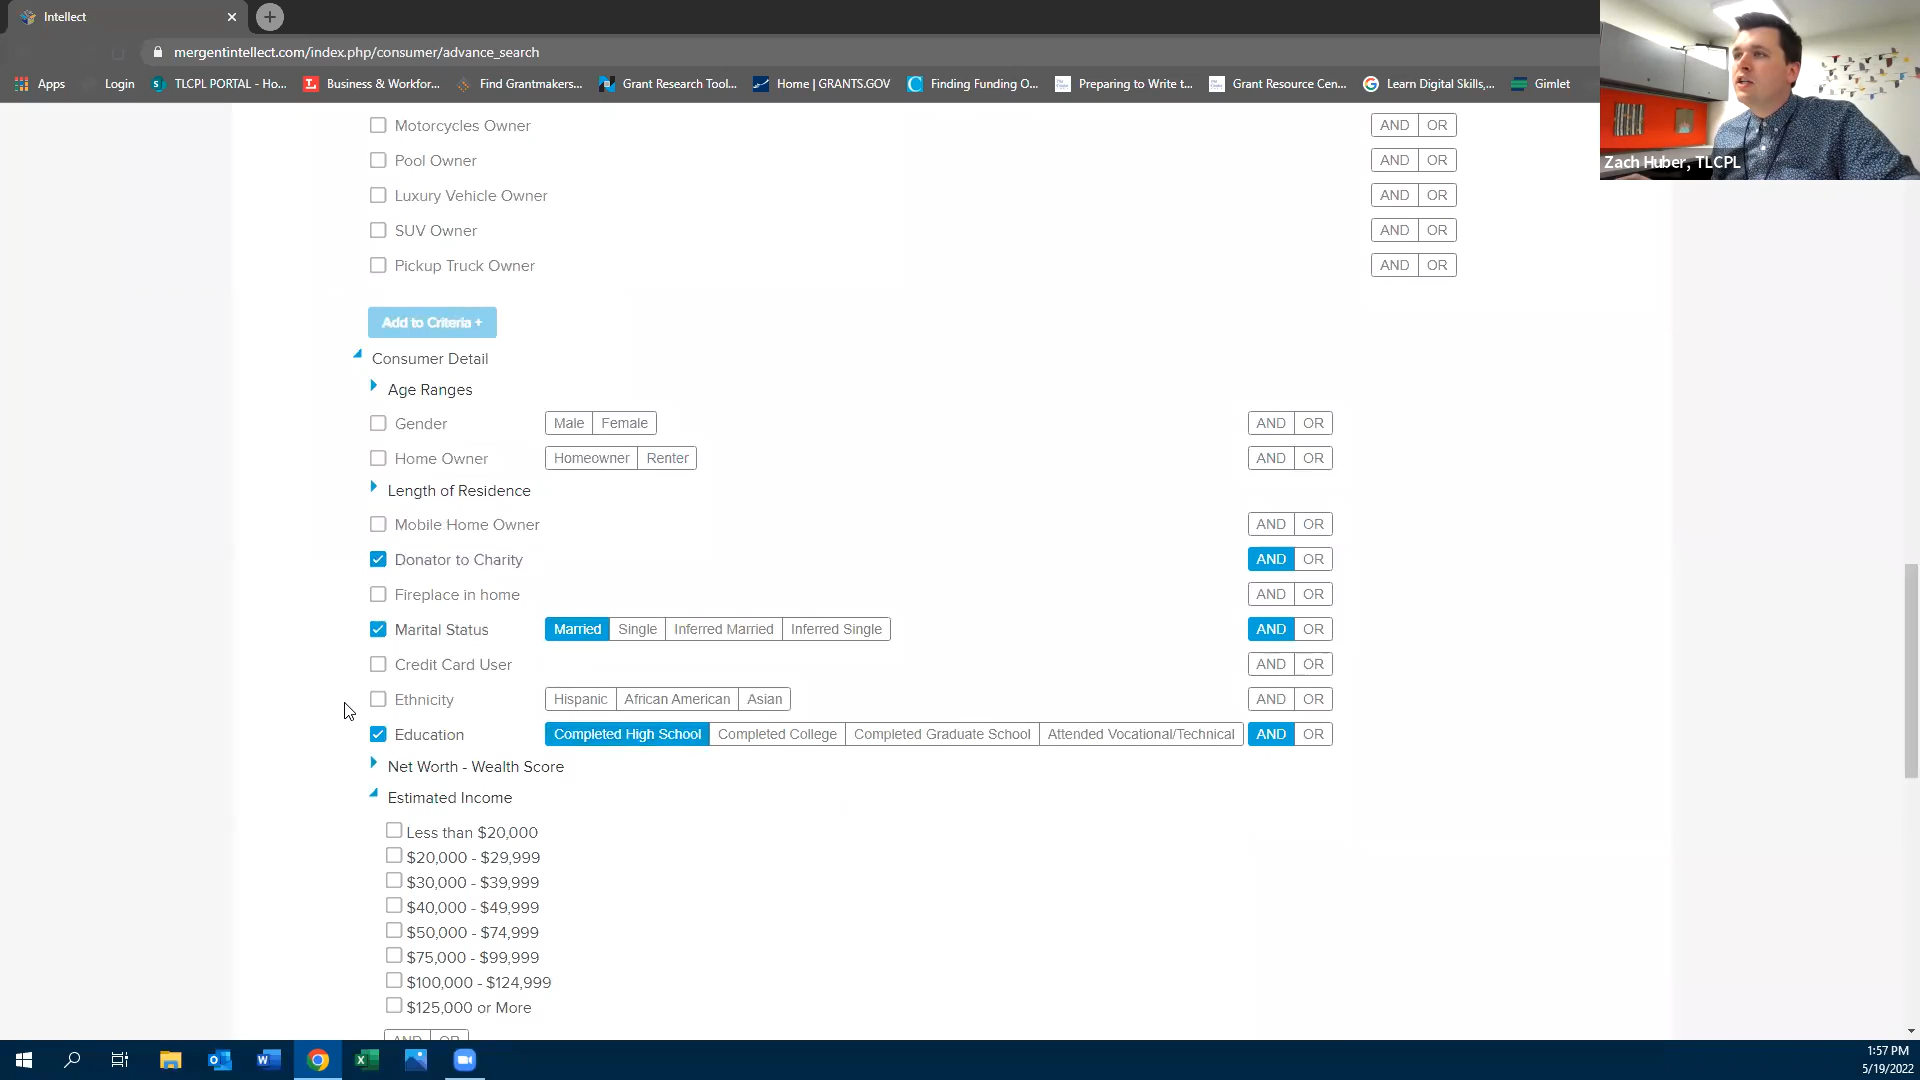 Intellect
mergentintellect.com/index.php/consumer/advance_search
Apps Login TLCPL PORTAL - Ho... Business & Workfor... Find Grantmakers... Grant Research Tool... Home | GRANTS.GOV Finding Funding O... Preparing to Write t... Grant Resource Cen... Learn Digital Skills,... Gimlet
Zach Huber, TLCPL
Motorcycles Owner AND OR
Pool Owner AND OR
Luxury Vehicle Owner AND OR
SUV Owner AND OR
Pickup Truck Owner AND OR
Add to Criteria +
Consumer Detail
Age Ranges
Gender Male Female AND OR
Home Owner Homeowner Renter AND OR
Length of Residence
Mobile Home Owner AND OR
Donator to Charity AND OR
Fireplace in home AND OR
Marital Status Married Single Inferred Married Inferred Single AND OR
Credit Card User AND OR
Ethnicity Hispanic African American Asian AND OR
Education Completed High School Completed College Completed Graduate School Attended Vocational/Technical AND OR
Net Worth - Wealth Score
Estimated Income
Less than $20,000
$20,000 - $29,999
$30,000 - $39,999
$40,000 - $49,999
$50,000 - $74,999
$75,000 - $99,999
$100,000 - $124,999
$125,000 or More
AND OR
1:57 PM
5/19/2022